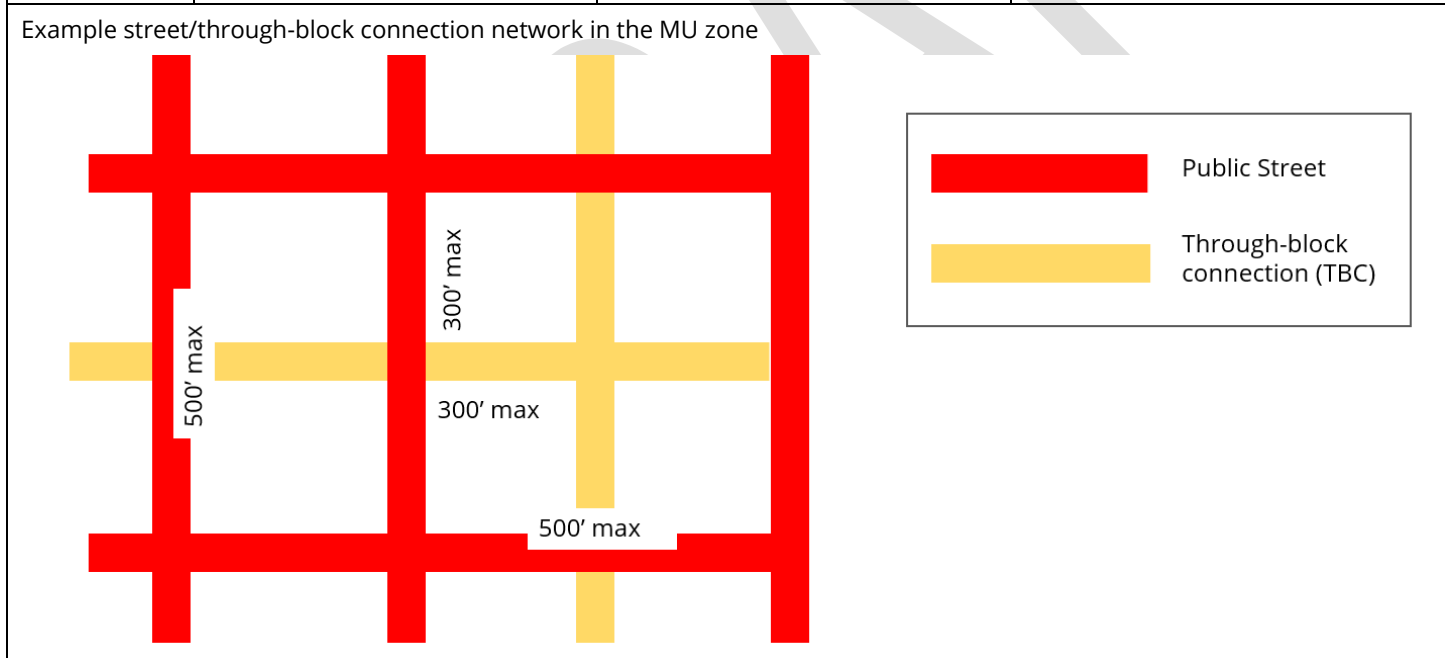 Example street/through-block connection network in the MU zone
Public Street
Through-block
connection (TBC)
300’ max
500’ max
300’ max
500’ max